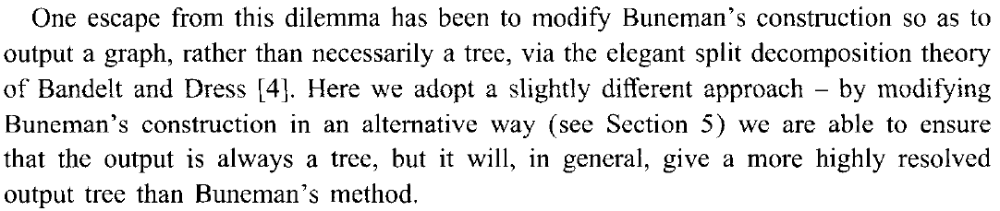 One escape from this dilemma has been to modify Buneman's construction so as to
output a graph, rather than necessarily a tree, via the elegant split decomposition theory
of Bandelt and Dress [4]. Here we adopt a slightly different approach – by modifying
Buneman's construction in an alternative way (see Section 5) we are able to ensure
that the output is always a tree, but it will, in general, give a more highly resolved
output tree than Buneman's method.